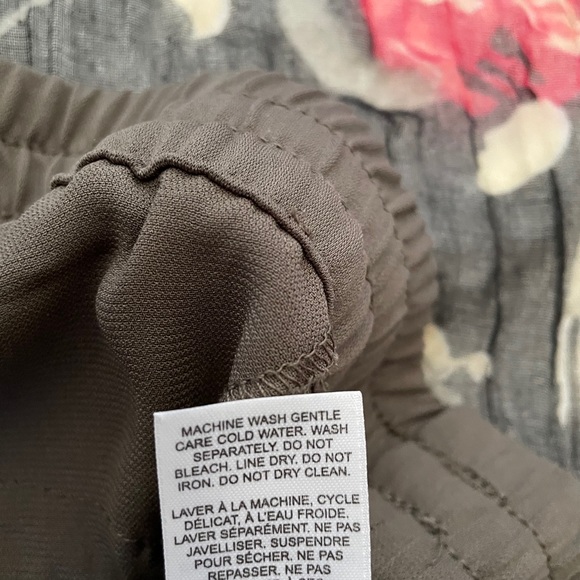 MACHINE WASH GENTLE
CARE COLD WATER. WASH
SEPARATELY. DO NOT
BLEACH. LINE DRY. DO NOT
IRON. DO NOT DRY CLEAN.
LAVER À LA MACHINE, CYCLE
DÉLICAT, À L'EAU FROIDE,
LAVER SÉPARÉMENT. NE PAS
JAVELLISER. SUSPENDRE
POUR SÉCHER. NE PAS
REPASSER. NE PAS